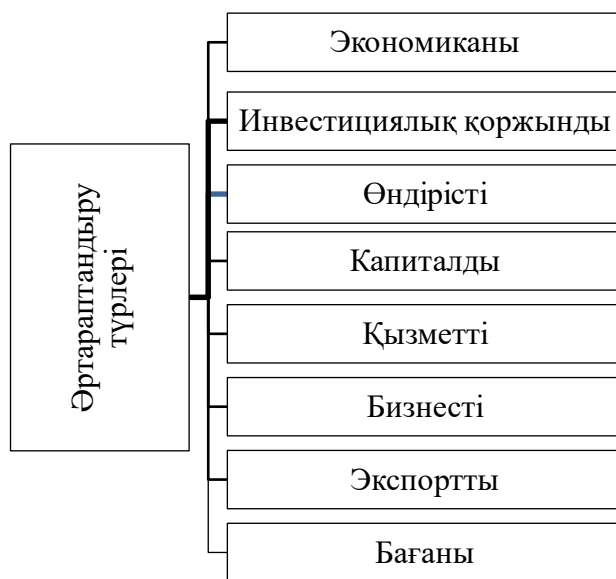 Әртараптандыру
түрлері
Экономиканы
Инвестициялық қоржынды
Өндірісті
Капиталды
Қызметті
Бизнесті
Экспортты
Бағаны